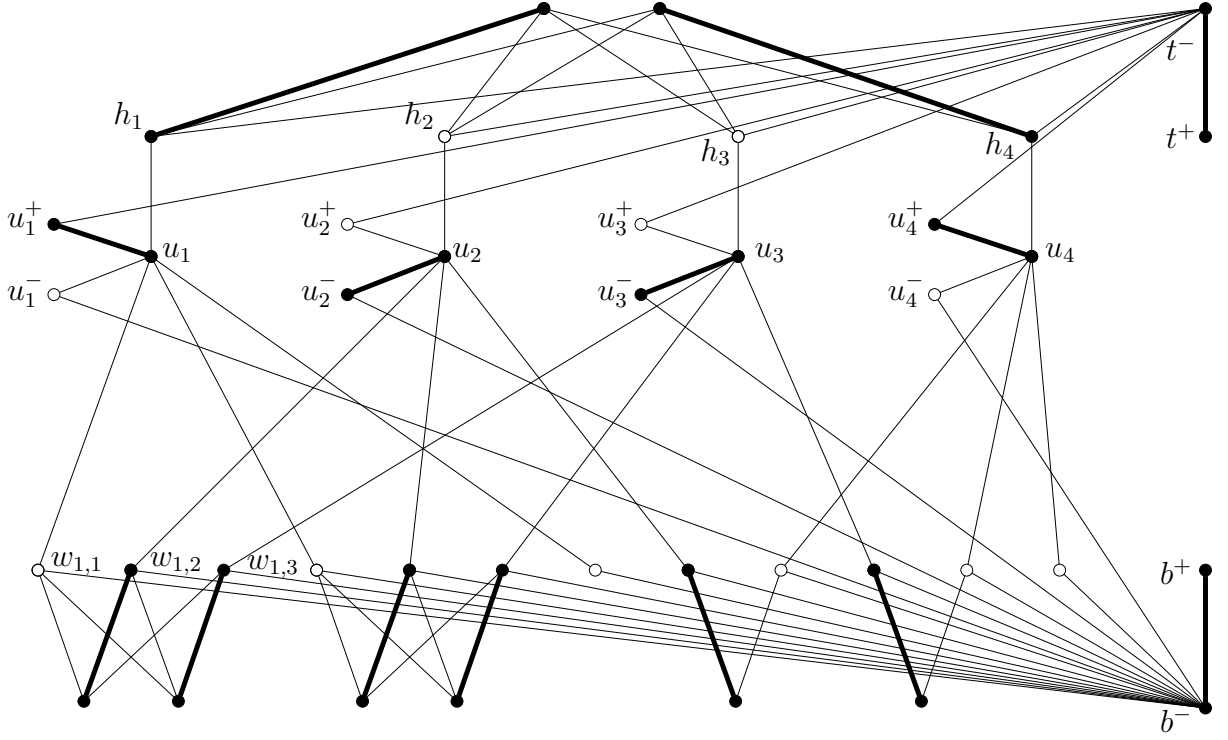 t⁻
h₁ h₂ h₃ h₄ t⁺
u₁⁺ u₂⁺ u₃⁺ u₄⁺
u₁ u₂ u₃ u₄
u₁⁻ u₂⁻ u₃⁻ u₄⁻
w₁,₁ w₁,₂ w₁,₃ b⁺
b⁻